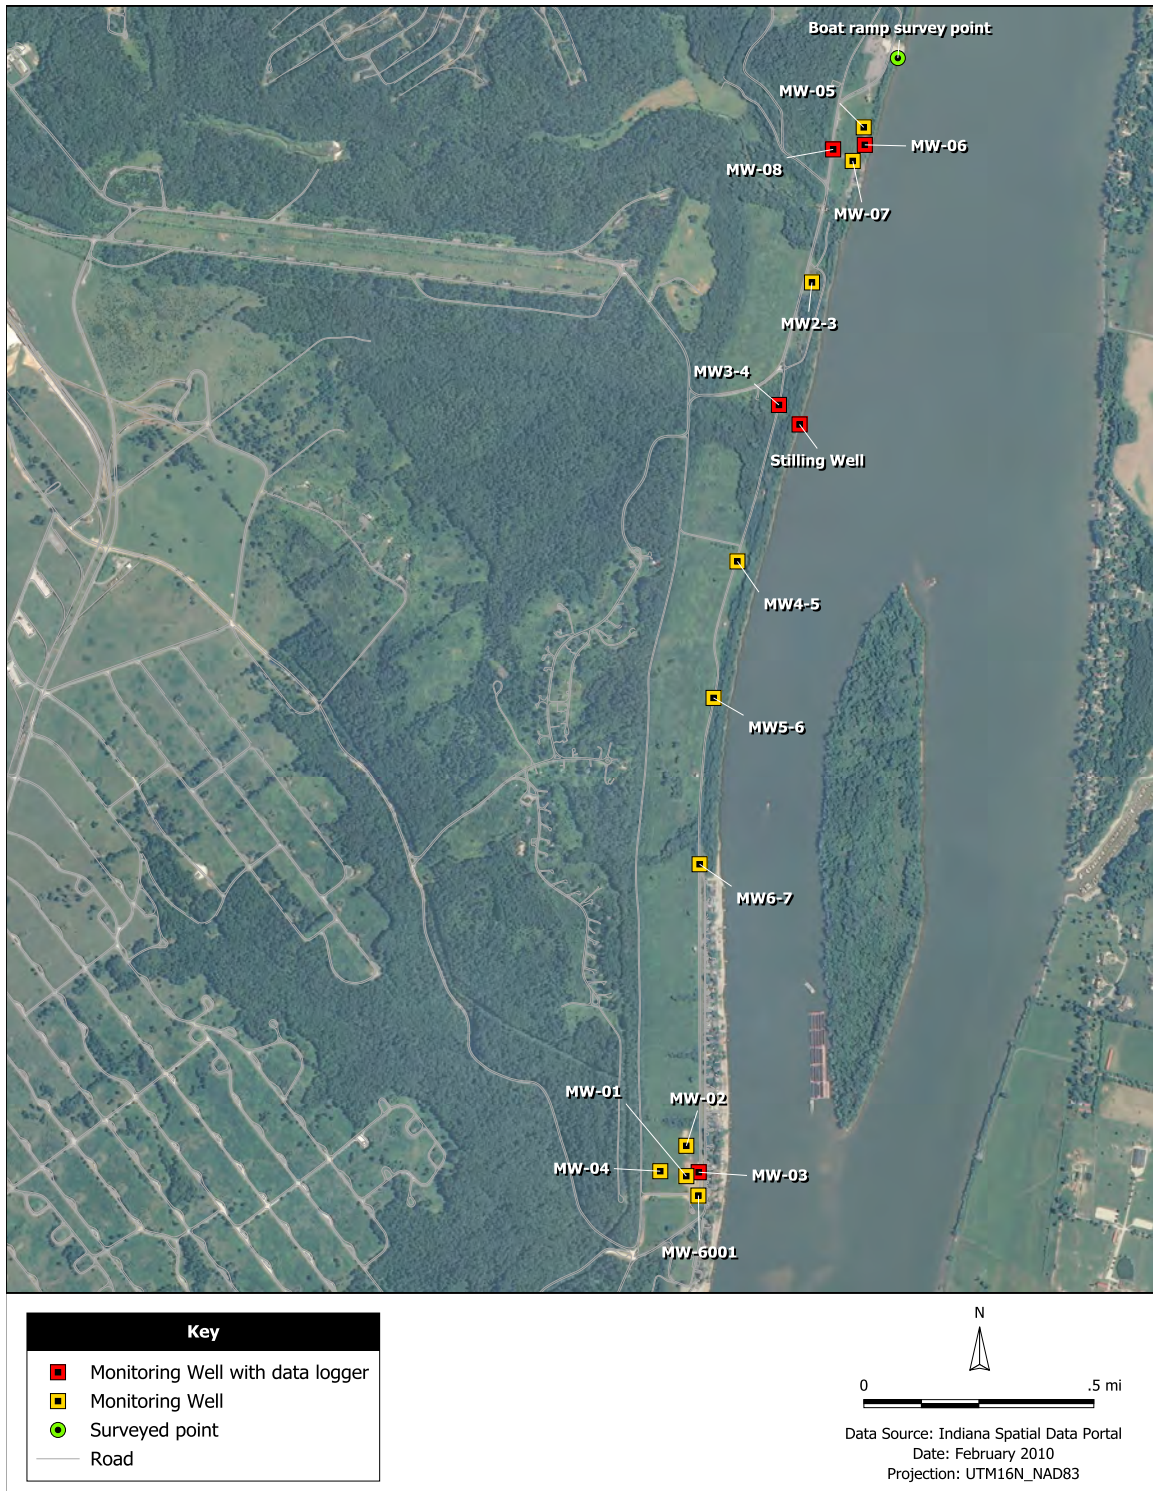 Boat ramp survey point
MW-05
MW-06
MW-08
MW-07
MW2-3
MW3-4
Stilling Well
MW4-5
MW5-6
MW6-7
MW-01
MW-02
MW-04
MW-03
MW-6001
Key
Monitoring Well with data logger
Monitoring Well
Surveyed point
Road
N
0 .5 mi
Data Source: Indiana Spatial Data Portal
Date: February 2010
Projection: UTM16N_NAD83